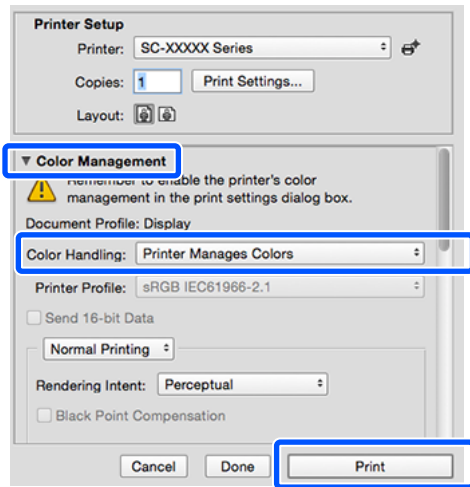 Printer Setup
Printer: SC-XXXXX Series
Copies: 1 Print Settings...
Layout:
Color Management
Remember to enable the printer's color
management in the print settings dialog box.
Document Profile: Display
Color Handling: Printer Manages Colors
Printer Profile: sRGB IEC61966-2.1
Send 16-bit Data
Normal Printing
Rendering Intent: Perceptual
Black Point Compensation
Cancel Done Print